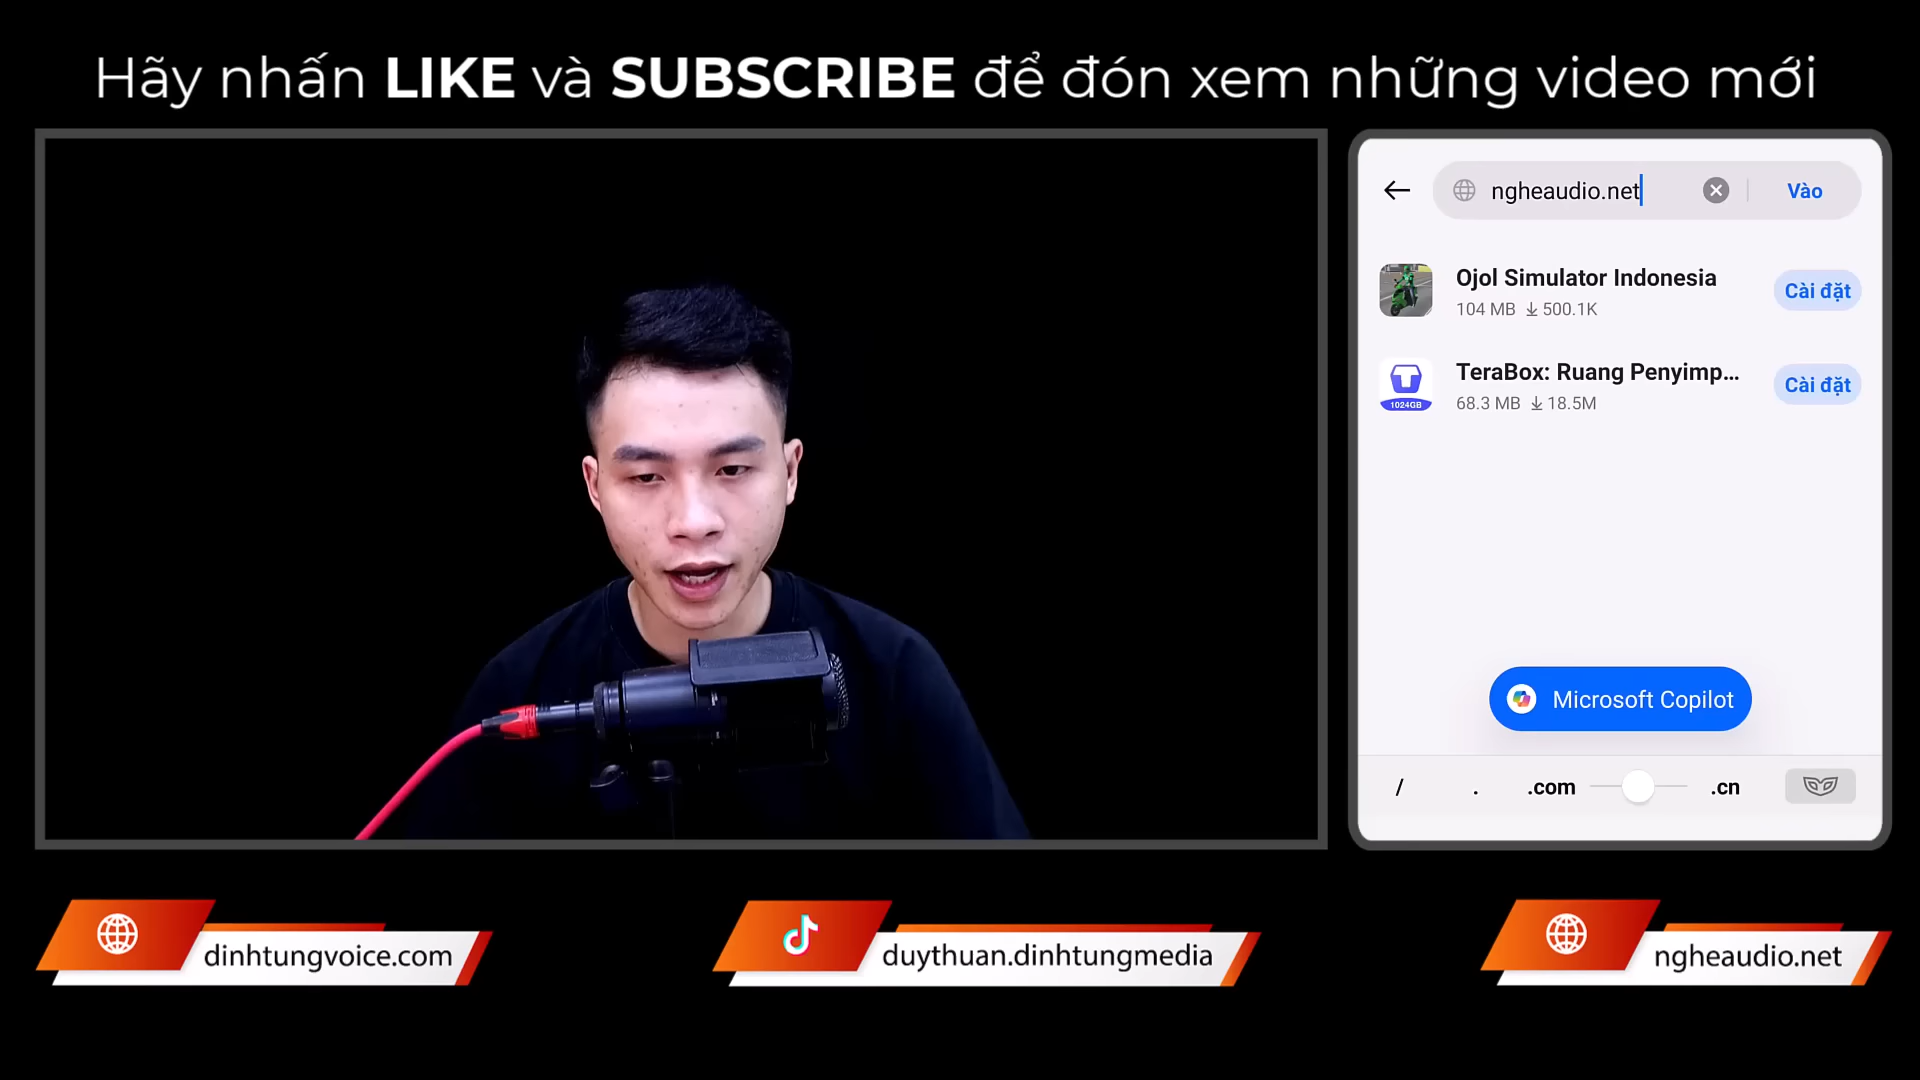 Hãy nhấn LIKE và SUBSCRIBE để đón xem những video mới
ngheaudio.net
Vào
Ojol Simulator Indonesia
104 MB 500.1K
Cài đặt
TeraBox: Ruang Penyimp...
68.3 MB 18.5M
Cài đặt
1024GB
Microsoft Copilot
/ . .com .cn
dinhtungvoice.com
duythuan.dinhtungmedia
ngheaudio.net